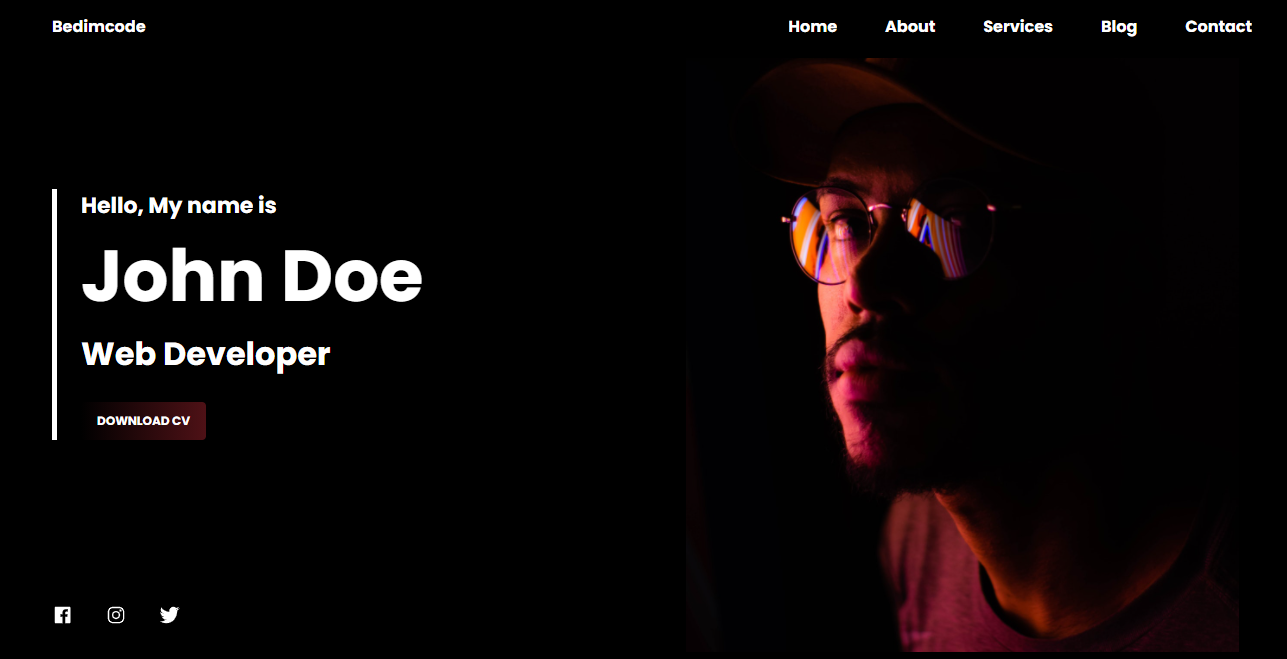 Bedimcode
Home About Services Blog Contact
Hello, My name is
John Doe
Web Developer
DOWNLOAD CV